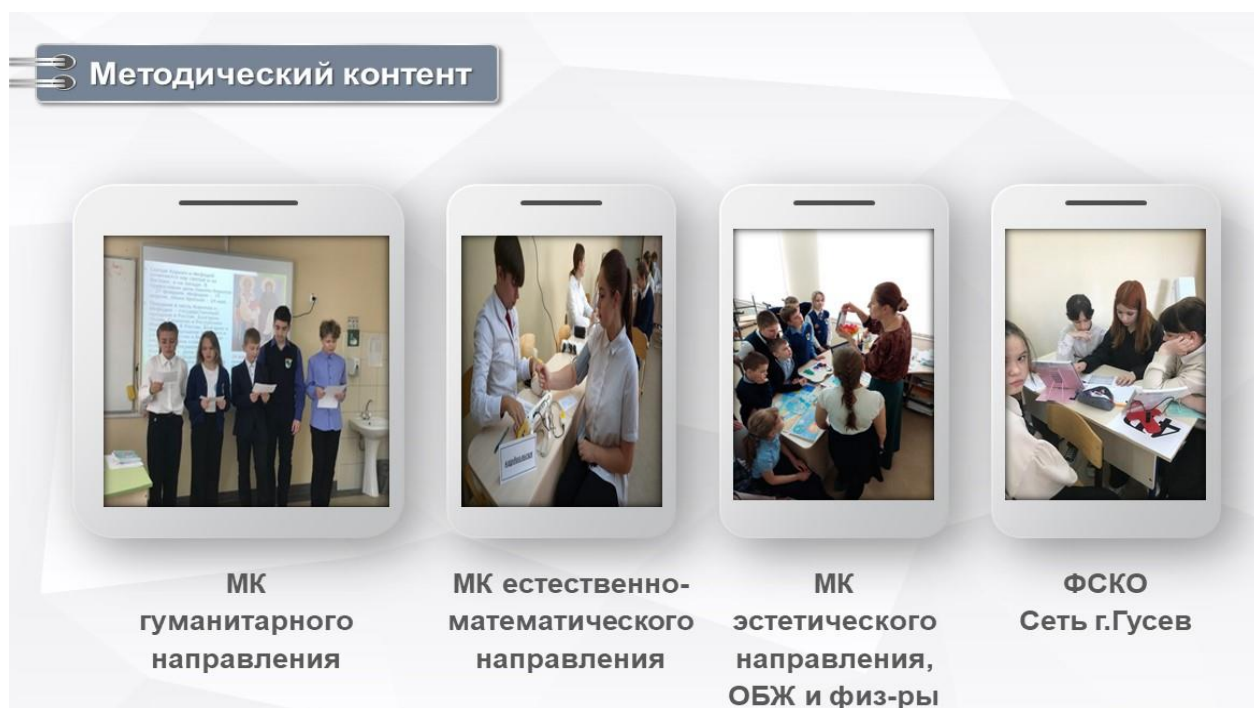 Методический контент
МК
гуманитарного
направления
МК естественно-
математического
направления
МК
эстетического
направления,
ОБЖ и физ-ры
ФСКО
Сеть г.Гусев